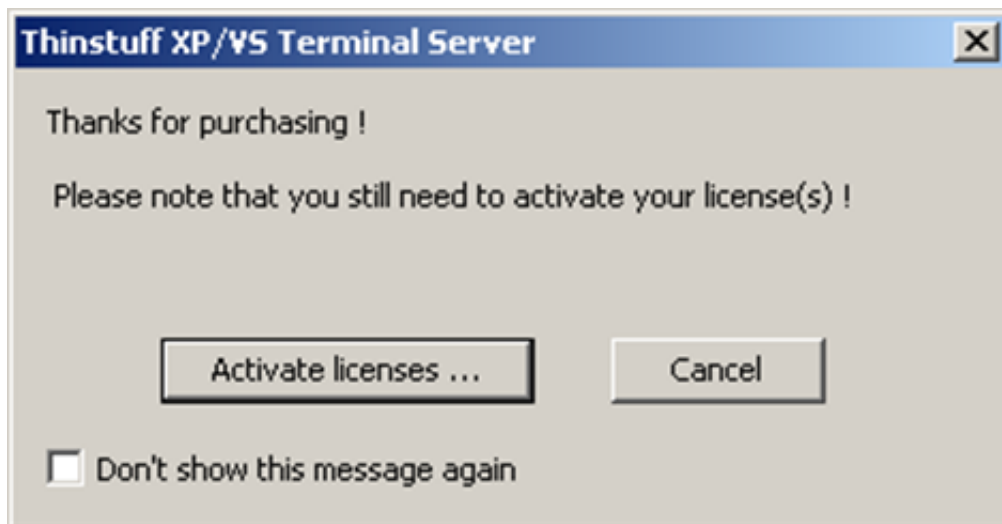 Thinstuff XP/VS Terminal Server
Thanks for purchasing !
Please note that you still need to activate your license(s) !
Activate licenses ...
Cancel
Don't show this message again